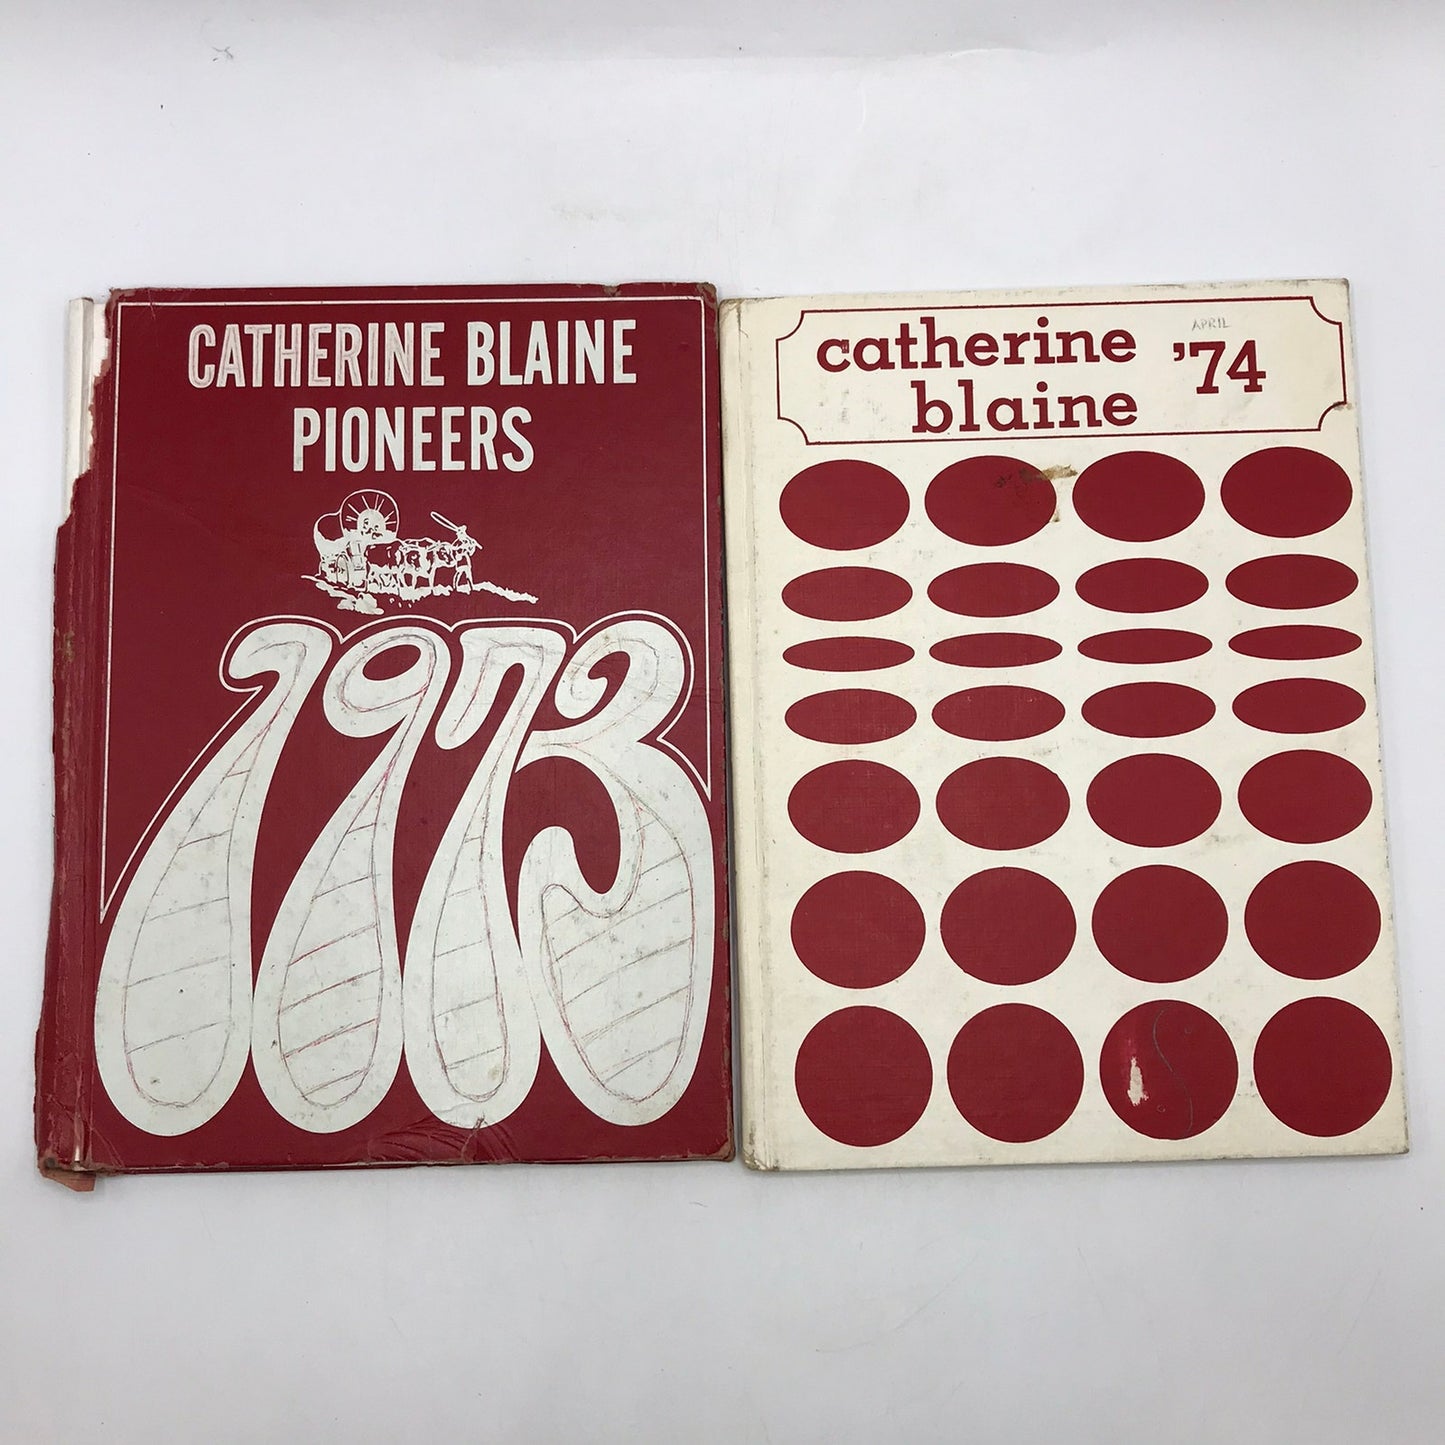 CATHERINE BLAINE
PIONEERS
1973
catherine
blaine
APRIL
'74